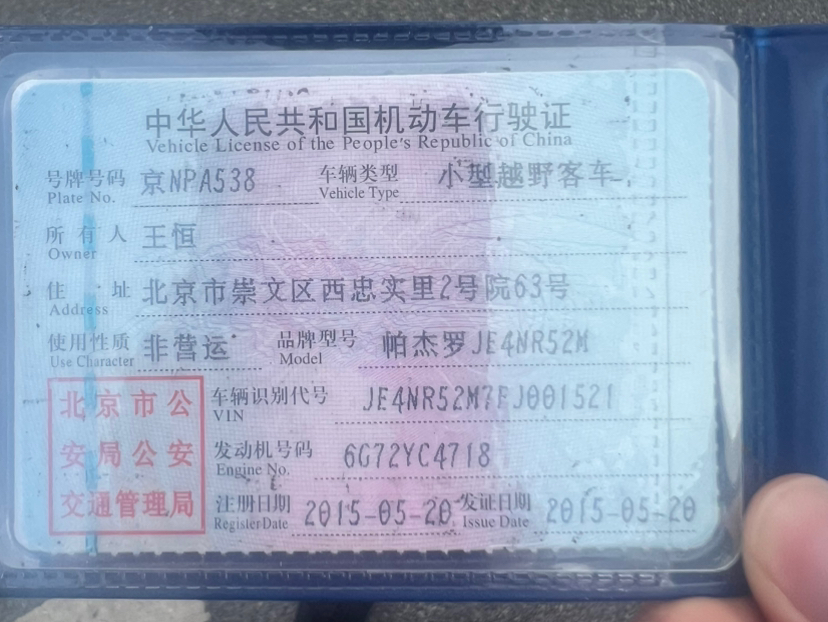 中华人民共和国机动车行驶证
Vehicle License of the People's Republic of China
号牌号码 京NPA538 车辆类型 小型越野客车
Plate No. Vehicle Type
所有人 王恒
Owner
住址 北京市崇文区西忠实里2号院63号
Address
使用性质 非营运 品牌型号 帕杰罗JE4NR52M
Use Character Model
北京市公 车辆识别代号 JE4NR52M7FJ001521
VIN
安局公安 发动机号码 6G72YC4718
Engine No.
交通管理局 注册日期 2015-05-20 发证日期 2015-05-20
Register Date Issue Date